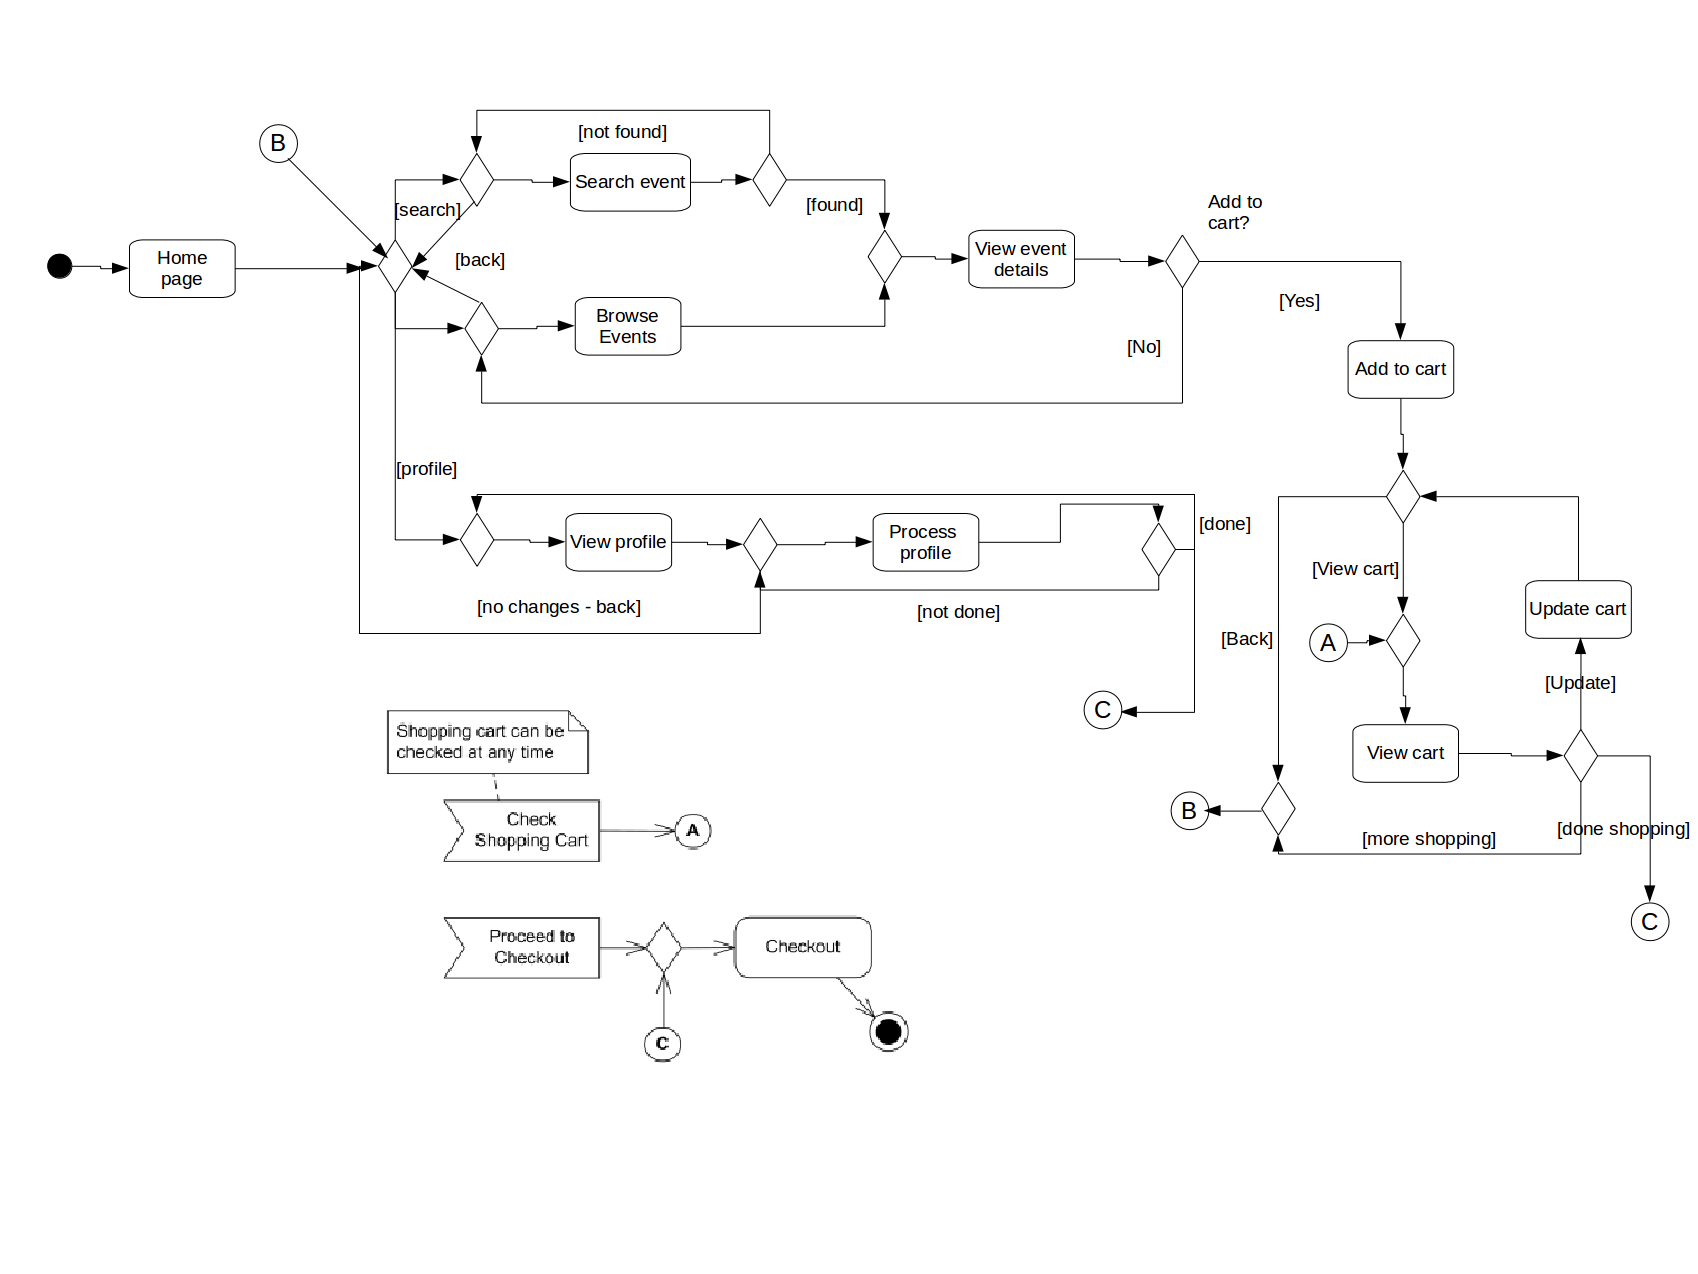 B
[not found]
Search event
[search]
[found]
Add to
cart?
Home
page
[back]
View event
details
[Yes]
Browse
Events
[No]
Add to cart
[profile]
[done]
View profile
Process
profile
[View cart]
[no changes - back]
[not done]
Update cart
[Back]
A
[Update]
C
Shopping cart can be
checked at any time
View cart
B
Check
Shopping Cart
A
[more shopping]
[done shopping]
C
Proceed to
Checkout
Checkout
C